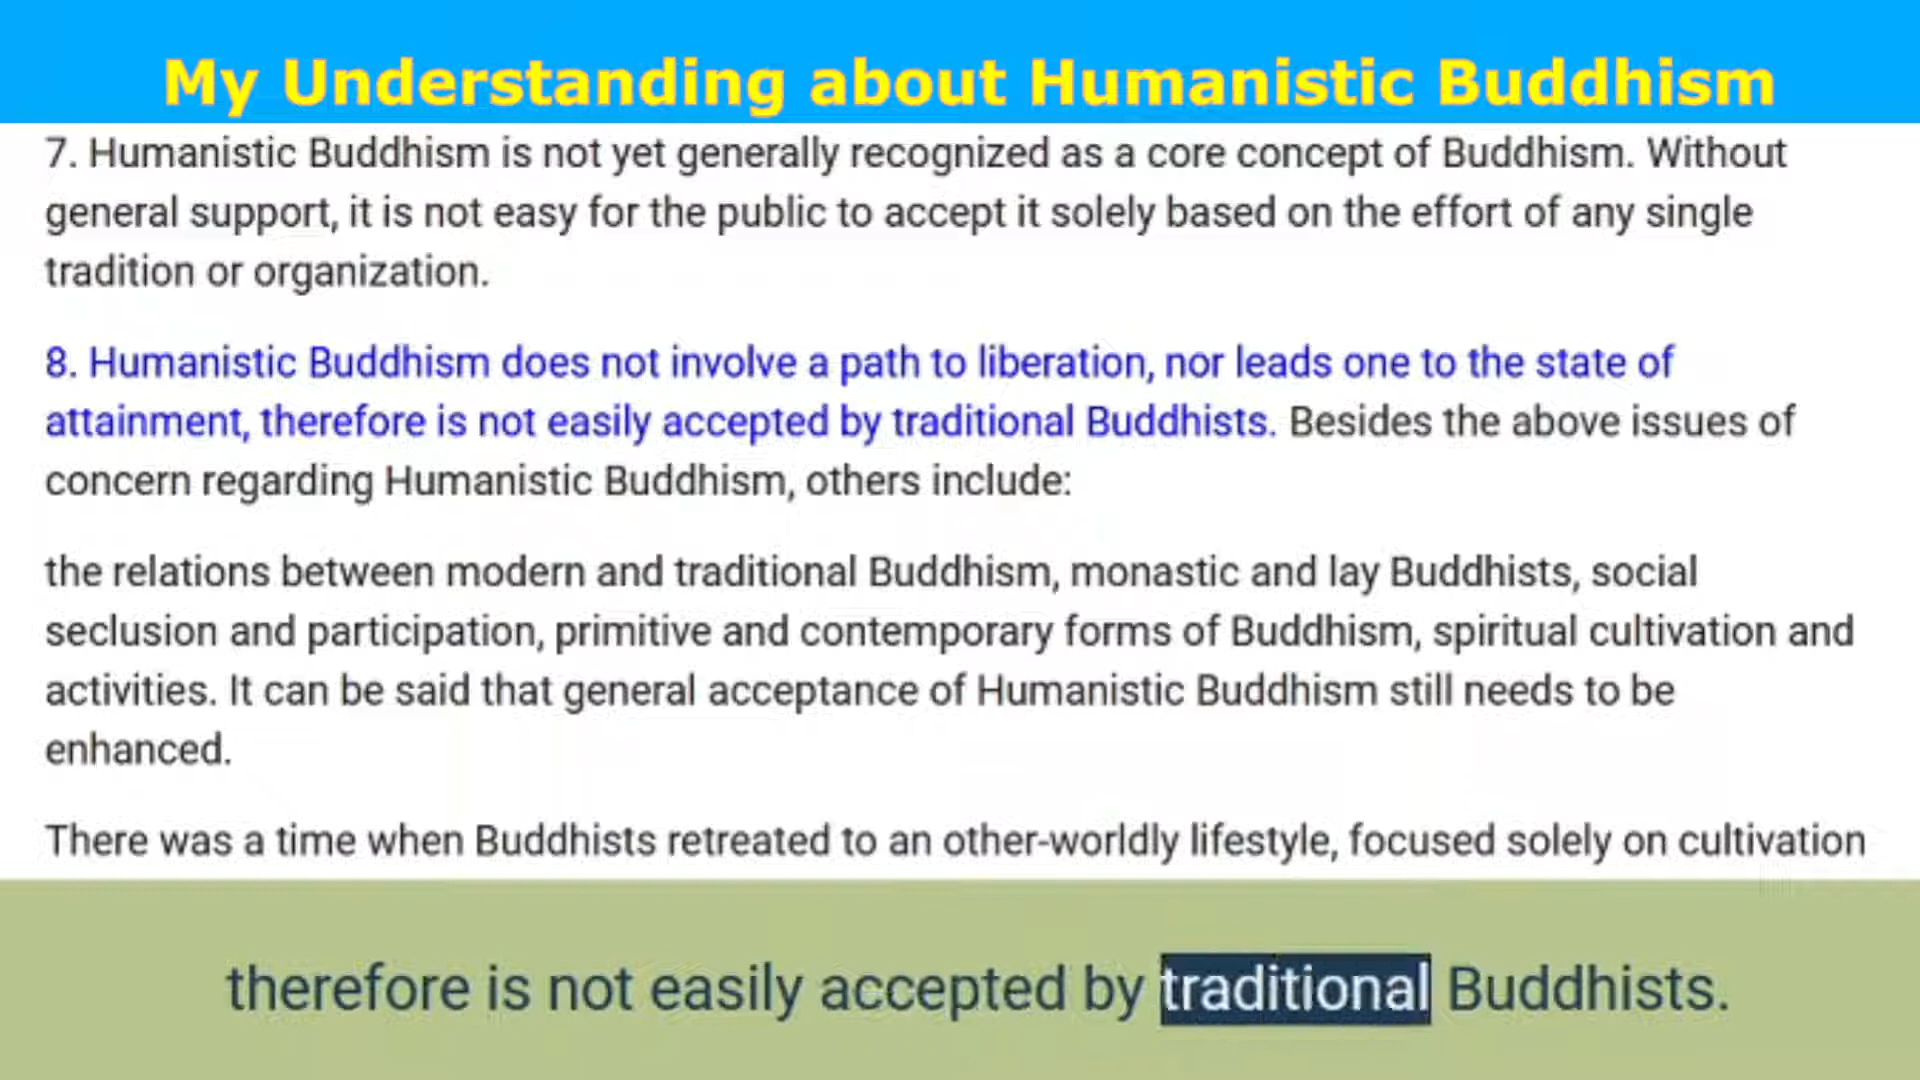 My Understanding about Humanistic Buddhism
7. Humanistic Buddhism is not yet generally recognized as a core concept of Buddhism. Without
general support, it is not easy for the public to accept it solely based on the effort of any single
tradition or organization.
8. Humanistic Buddhism does not involve a path to liberation, nor leads one to the state of
attainment, therefore is not easily accepted by traditional Buddhists. Besides the above issues of
concern regarding Humanistic Buddhism, others include:
the relations between modern and traditional Buddhism, monastic and lay Buddhists, social
seclusion and participation, primitive and contemporary forms of Buddhism, spiritual cultivation and
activities. It can be said that general acceptance of Humanistic Buddhism still needs to be
enhanced.
There was a time when Buddhists retreated to an other-worldly lifestyle, focused solely on cultivation
therefore is not easily accepted by traditional Buddhists.